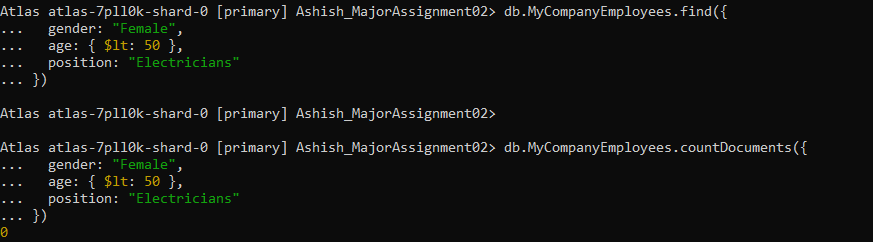 Atlas atlas-7pll0k-shard-0 [primary] Ashish_MajorAssignment02> db.MyCompanyEmployees.find({
...   gender: "Female",
...   age: { $lt: 50 },
...   position: "Electricians"
... })

Atlas atlas-7pll0k-shard-0 [primary] Ashish_MajorAssignment02>

Atlas atlas-7pll0k-shard-0 [primary] Ashish_MajorAssignment02> db.MyCompanyEmployees.countDocuments({
...   gender: "Female",
...   age: { $lt: 50 },
...   position: "Electricians"
... })
0